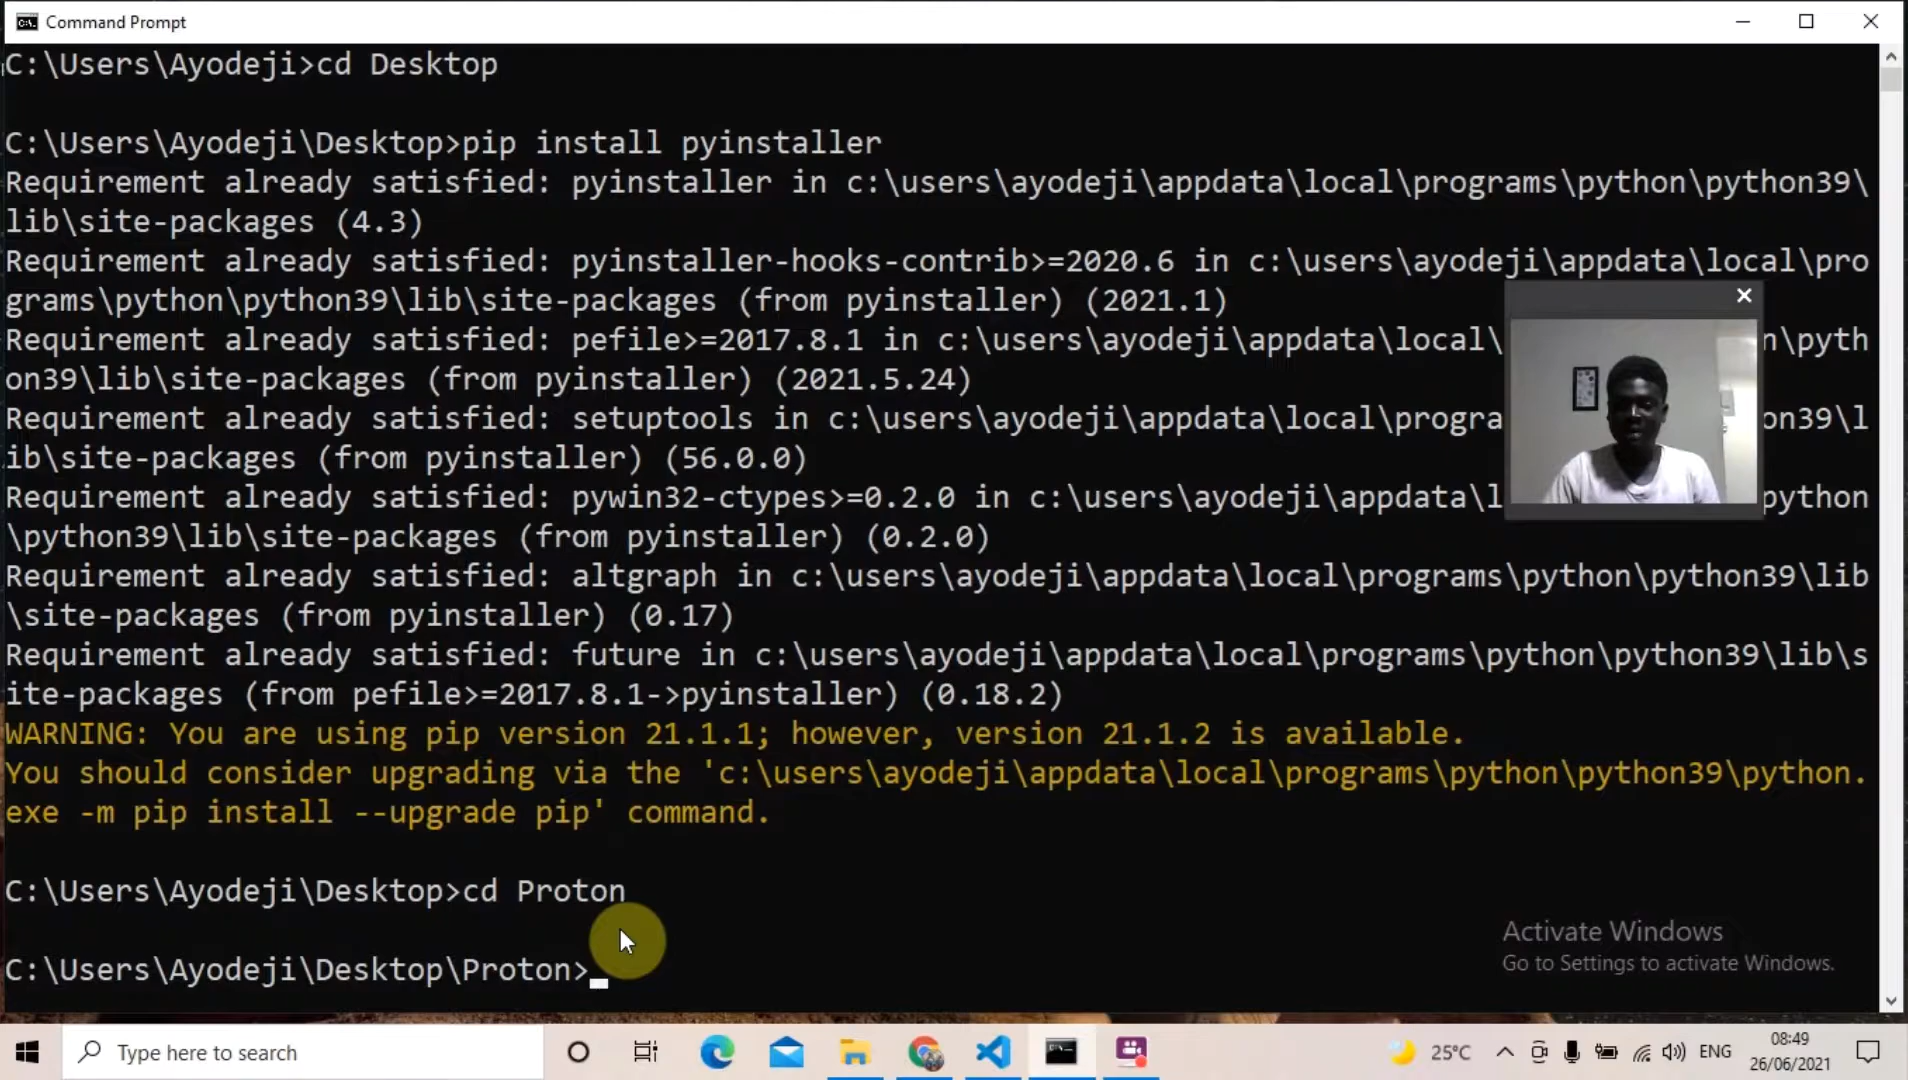 Command Prompt
C:\Users\Ayodeji>cd Desktop
C:\Users\Ayodeji\Desktop>pip install pyinstaller
Requirement already satisfied: pyinstaller in c:\users\ayodeji\appdata\local\programs\python\python39\
lib\site-packages (4.3)
Requirement already satisfied: pyinstaller-hooks-contrib>=2020.6 in c:\users\ayodeji\appdata\local\pro
grams\python\python39\lib\site-packages (from pyinstaller) (2021.1)
Requirement already satisfied: pefile>=2017.8.1 in c:\users\ayodeji\appdata\local\ n\pyth
on39\lib\site-packages (from pyinstaller) (2021.5.24)
Requirement already satisfied: setuptools in c:\users\ayodeji\appdata\local\progra on39\l
ib\site-packages (from pyinstaller) (56.0.0)
Requirement already satisfied: pywin32-ctypes>=0.2.0 in c:\users\ayodeji\appdata\l python
\python39\lib\site-packages (from pyinstaller) (0.2.0)
Requirement already satisfied: altgraph in c:\users\ayodeji\appdata\local\programs\python\python39\lib
\site-packages (from pyinstaller) (0.17)
Requirement already satisfied: future in c:\users\ayodeji\appdata\local\programs\python\python39\lib\s
ite-packages (from pefile>=2017.8.1->pyinstaller) (0.18.2)
WARNING: You are using pip version 21.1.1; however, version 21.1.2 is available.
You should consider upgrading via the 'c:\users\ayodeji\appdata\local\programs\python\python39\python.
exe -m pip install --upgrade pip' command.
C:\Users\Ayodeji\Desktop>cd Proton
C:\Users\Ayodeji\Desktop\Proton>
Activate Windows
Go to Settings to activate Windows.
Type here to search
25°C
ENG
08:49
26/06/2021